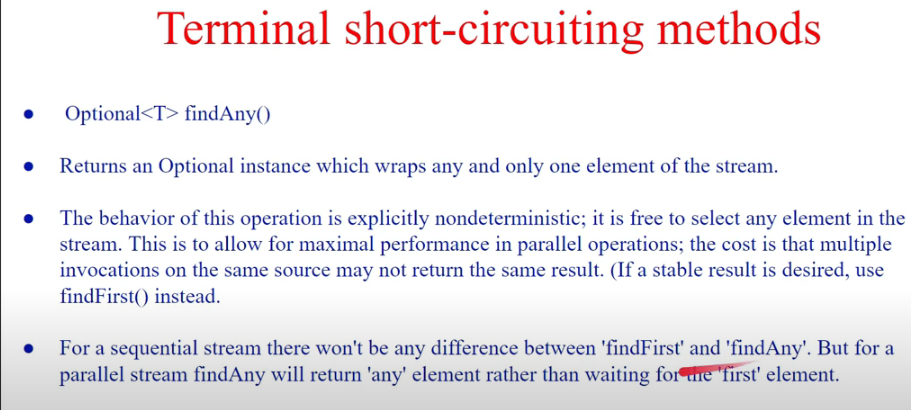 Terminal short-circuiting methods
● Optional<T> findAny()
● Returns an Optional instance which wraps any and only one element of the stream.
● The behavior of this operation is explicitly nondeterministic; it is free to select any element in the
stream. This is to allow for maximal performance in parallel operations; the cost is that multiple
invocations on the same source may not return the same result. (If a stable result is desired, use
findFirst() instead.
● For a sequential stream there won't be any difference between 'findFirst' and 'findAny'. But for a
parallel stream findAny will return 'any' element rather than waiting for the 'first' element.